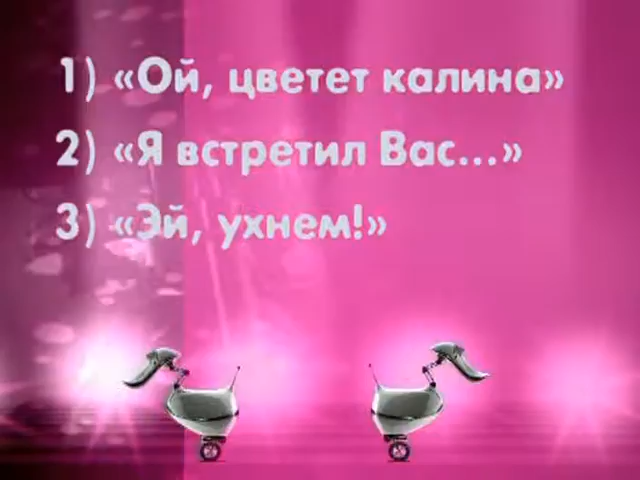 1) «Ой, цветет калина»
2) «Я встретил Вас...»
3) «Эй, ухнем!»